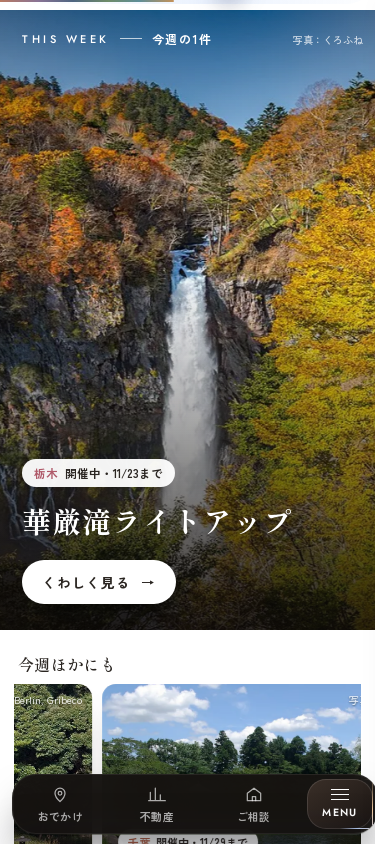 THIS WEEK — 今週の1件
写真：くろふね
栃木 開催中・11/23まで
華厳滝ライトアップ
くわしく見る →
今週ほかにも
Berlin, Gribeco
写
おでかけ
不動産
ご相談
MENU
千葉 開催中・11/29まで